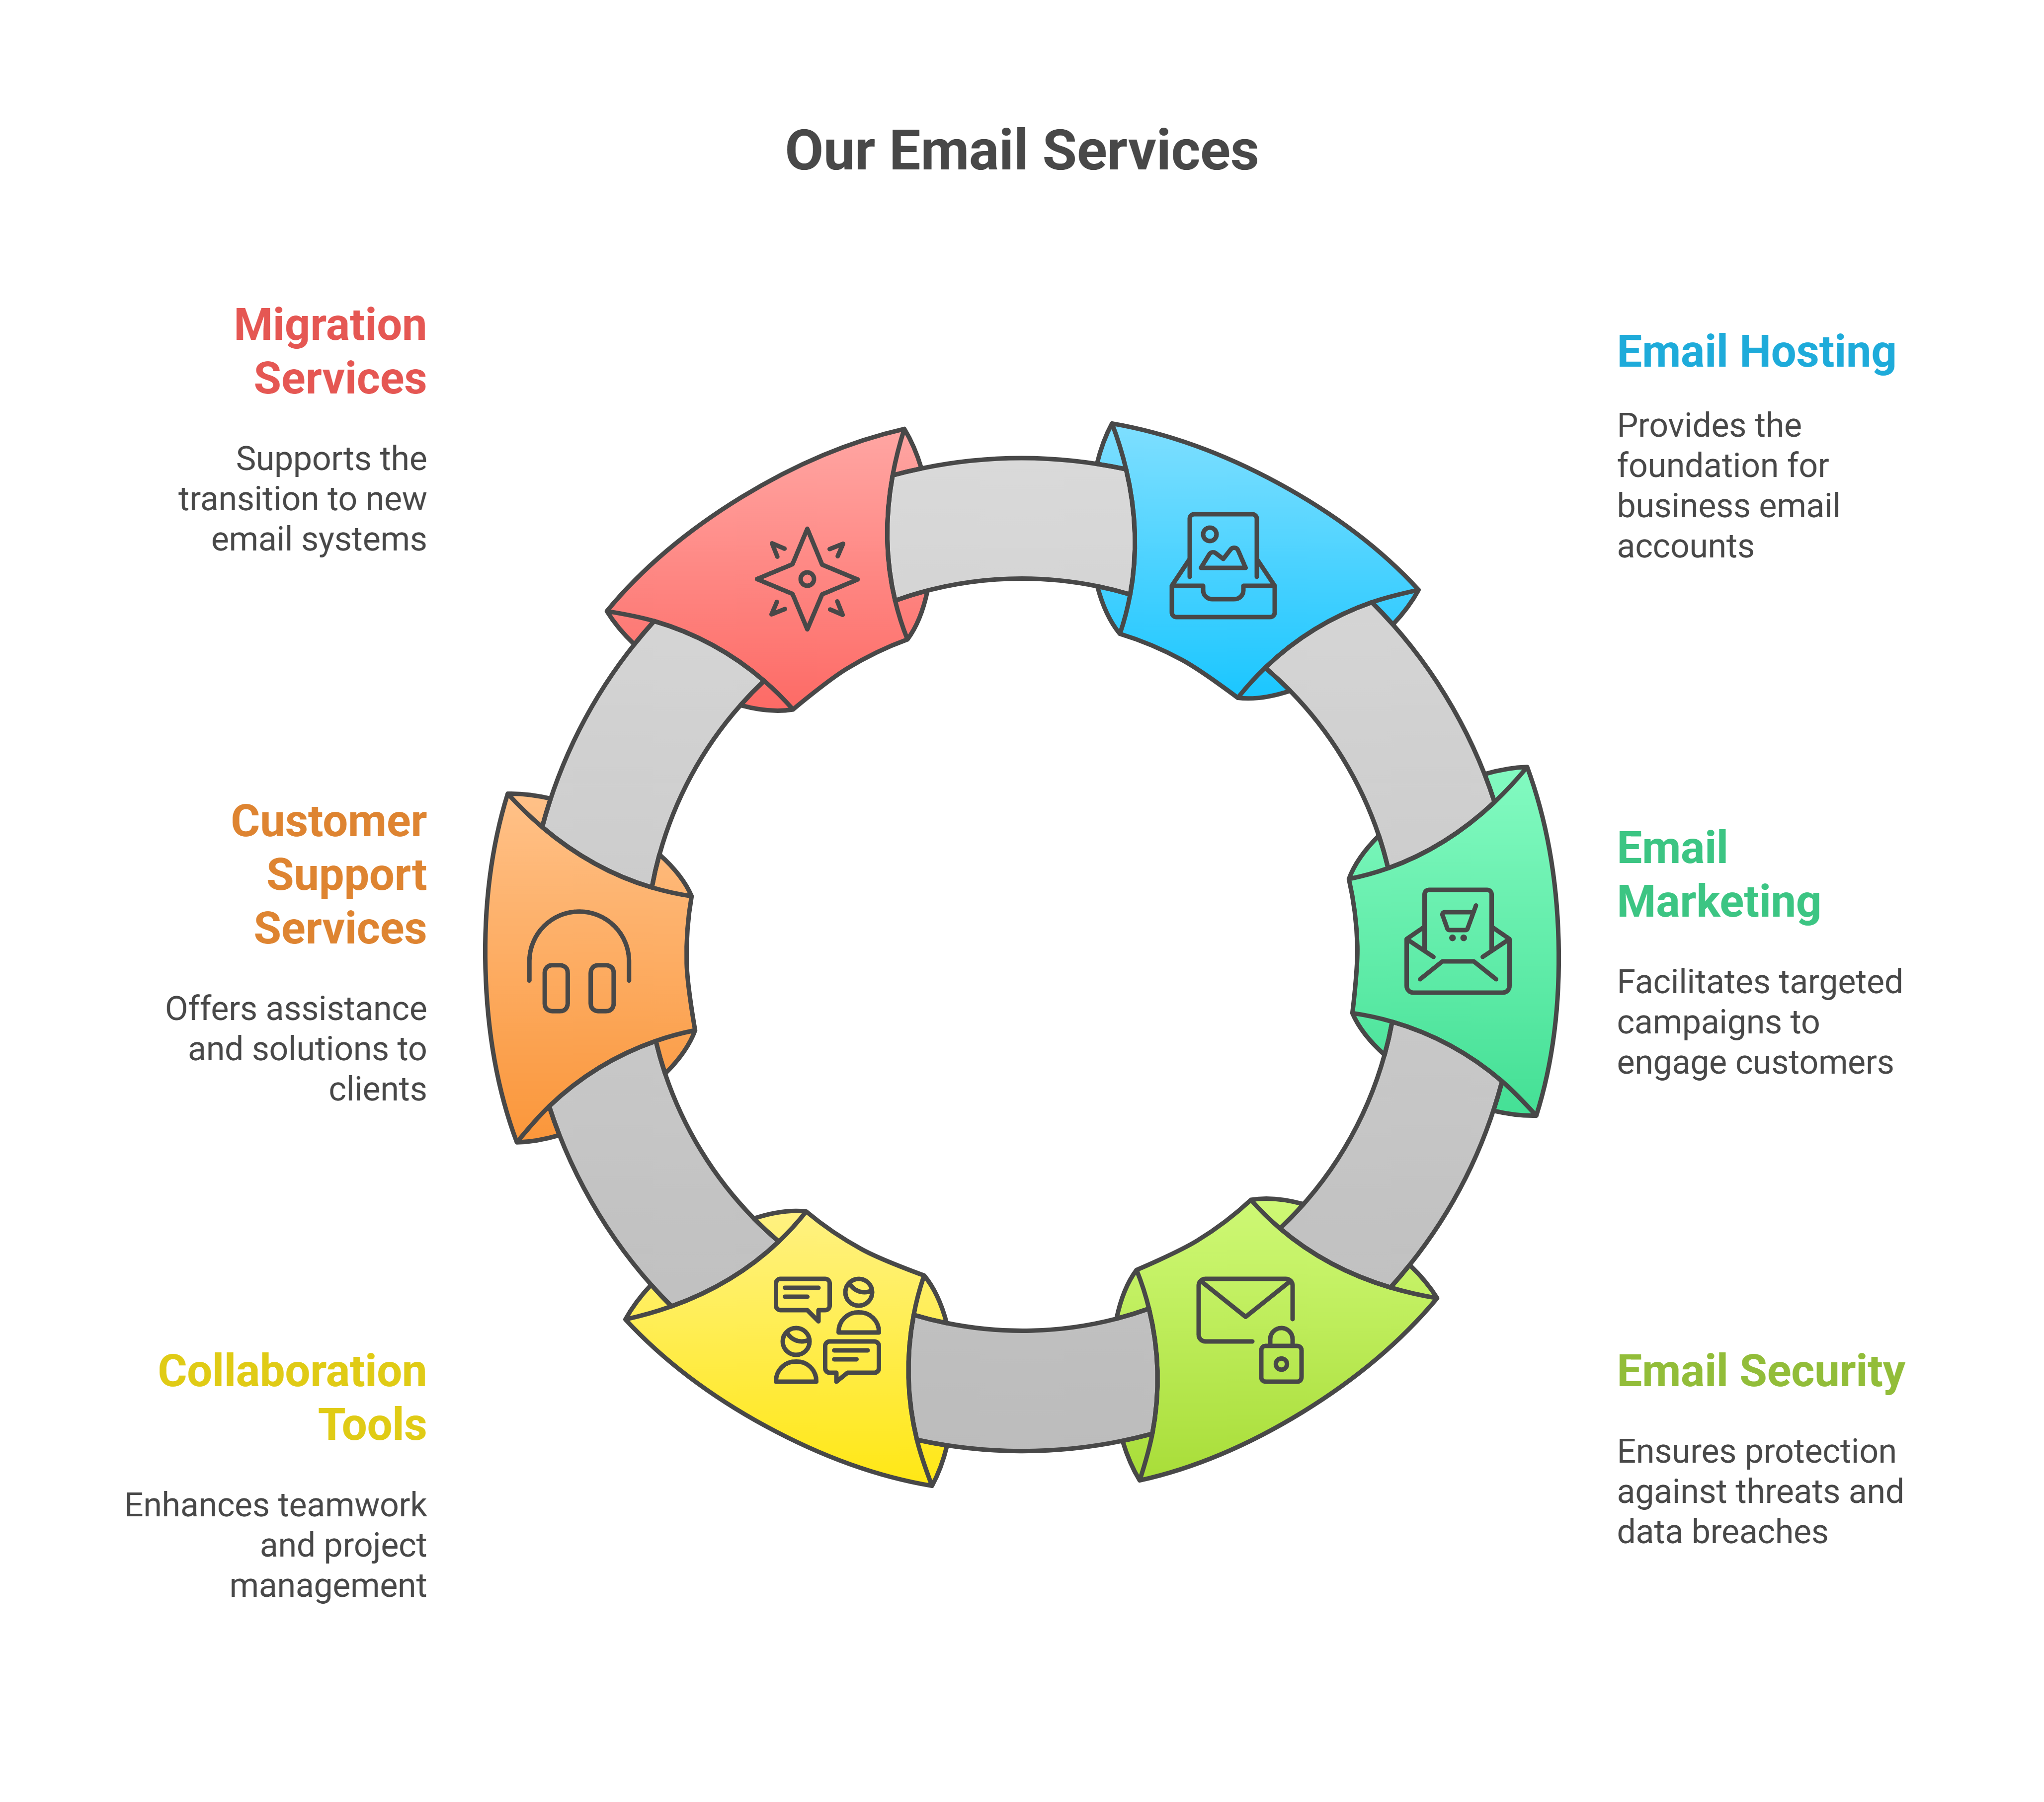 Our Email Services
Migration
Services
Supports the
transition to new
email systems
Email Hosting
Provides the
foundation for
business email
accounts
Customer
Support
Services
Offers assistance
and solutions to
clients
Email
Marketing
Facilitates targeted
campaigns to
engage customers
Collaboration
Tools
Enhances teamwork
and project
management
Email Security
Ensures protection
against threats and
data breaches